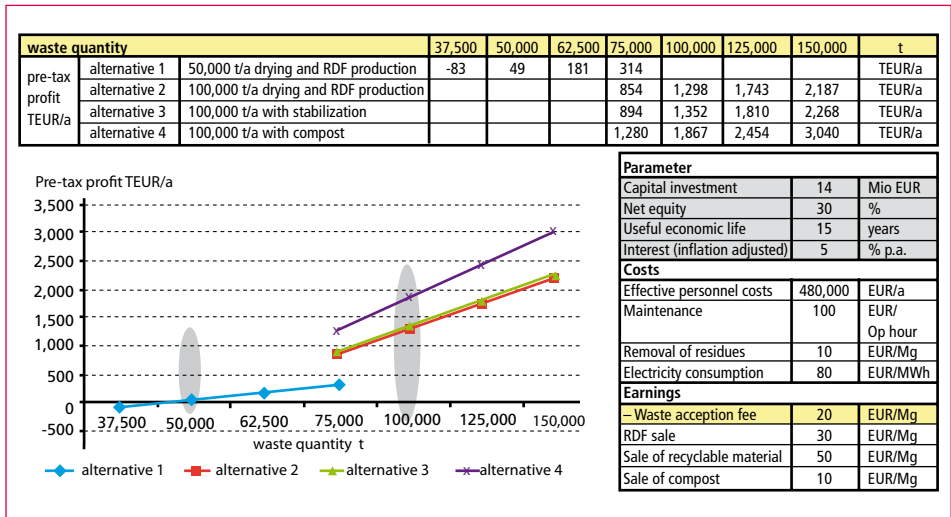 waste quantity 37,500 50,000 62,500 75,000 100,000 125,000 150,000 t
pre-tax profit TEUR/a
alternative 1 50,000 t/a drying and RDF production -83 49 181 314 TEUR/a
alternative 2 100,000 t/a drying and RDF production 854 1,298 1,743 2,187 TEUR/a
alternative 3 100,000 t/a with stabilization 894 1,352 1,810 2,268 TEUR/a
alternative 4 100,000 t/a with compost 1,280 1,867 2,454 3,040 TEUR/a
Pre-tax profit TEUR/a
3,500
3,000
2,500
2,000
1,500
1,000
500
0
-500
37,500 50,000 62,500 75,000 100,000 125,000 150,000
waste quantity t
alternative 1 alternative 2 alternative 3 alternative 4
Parameter
Capital investment 14 Mio EUR
Net equity 30 %
Useful economic life 15 years
Interest (inflation adjusted) 5 % p.a.
Costs
Effective personnel costs 480,000 EUR/a
Maintenance 100 EUR/
Op hour
Removal of residues 10 EUR/Mg
Electricity consumption 80 EUR/MWh
Earnings
– Waste acception fee 20 EUR/Mg
RDF sale 30 EUR/Mg
Sale of recyclable material 50 EUR/Mg
Sale of compost 10 EUR/Mg